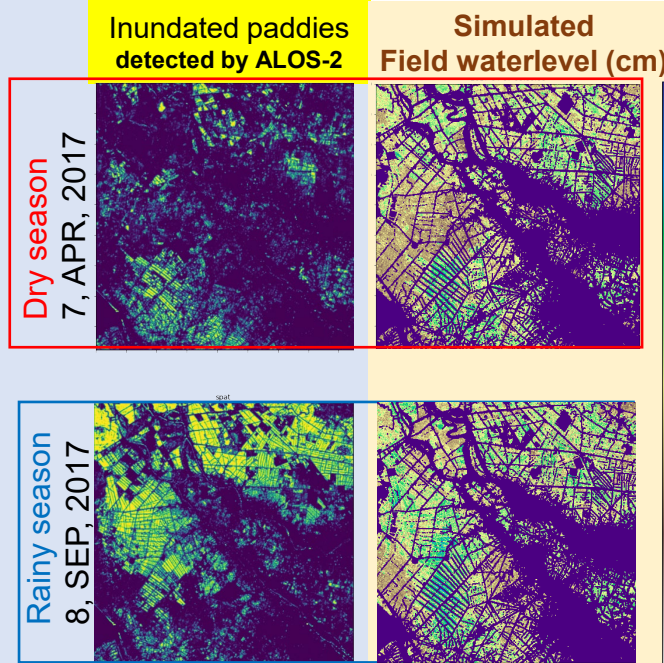 Inundated paddies
detected by ALOS-2
Simulated
Field waterlevel (cm)
Dry season
7, APR, 2017
spat
Rainy season
8, SEP, 2017